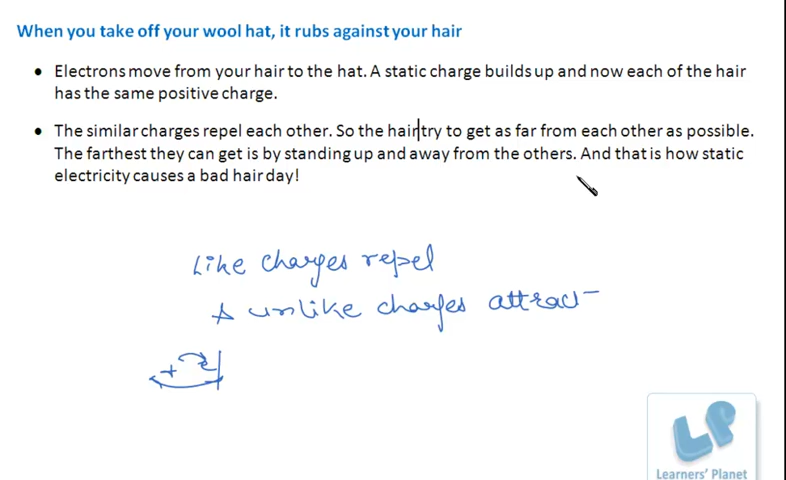 When you take off your wool hat, it rubs against your hair
• Electrons move from your hair to the hat. A static charge builds up and now each of the hair
has the same positive charge.
• The similar charges repel each other. So the hair try to get as far from each other as possible.
The farthest they can get is by standing up and away from the others. And that is how static
electricity causes a bad hair day!
Like charges repel
& unlike charges attract
+
LP
Learners' Planet